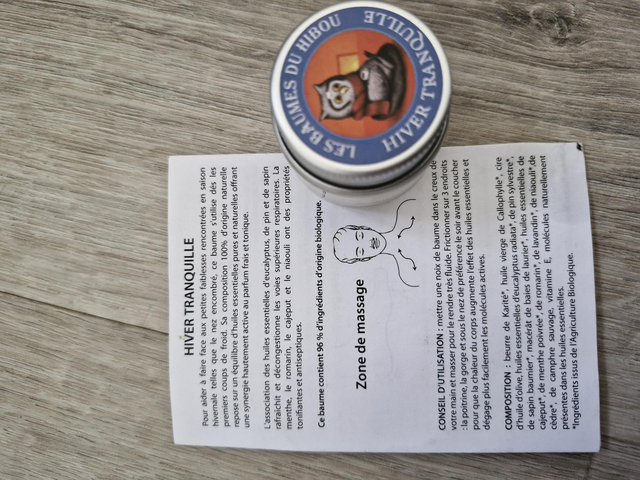 LES BAUMES DU HIBOU
HIVER TRANQUILLE
HIVER TRANQUILLE
Pour aider à faire face aux petites faiblesses rencontrées en saison
hivernale telles que le nez encombré, ce baume s'utilise dès les
premiers coups de froid. Sa composition 100% d'origine naturelle
repose sur un équilibre d'huiles essentielles pures et naturelles offrant
une synergie hautement active au parfum frais et tonique.
L'association des huiles essentielles d'eucalyptus, de pin et de sapin
rafraichit et décongestionne les voies supérieures respiratoires. La
menthe, le romarin, le cajeput et le niaouli ont des propriétés
tonifiantes et antiseptiques.
Ce baume contient 96 % d'ingrédients d'origine biologique.
Zone de massage
CONSEIL D'UTILISATION : mettre une noix de baume dans le creux de
votre main et masser pour le rendre très fluide. Frictionner sur 3 endroits
: la poitrine, la gorge et sous le nez de préférence le soir avant le coucher
pour que la chaleur du corps augmente l'effet des huiles essentielles et
dégage plus facilement les molécules actives.
COMPOSITION : beurre de Karité*, huile vierge de Callophylle*, cire
d'huile d'olive, huiles essentielles d'eucalyptus radiata*, de pin sylvestre*,
de sapin baumier*, macérât de baies de laurier*, huiles essentielles de
cajeput*, de menthe poivrée*, de romarin*, de lavandin*, de niaouli*, de
cèdre*, de camphre sauvage, vitamine E, molécules naturellement
présentes dans les huiles essentielles.
*Ingrédients issus de l'Agriculture Biologique.